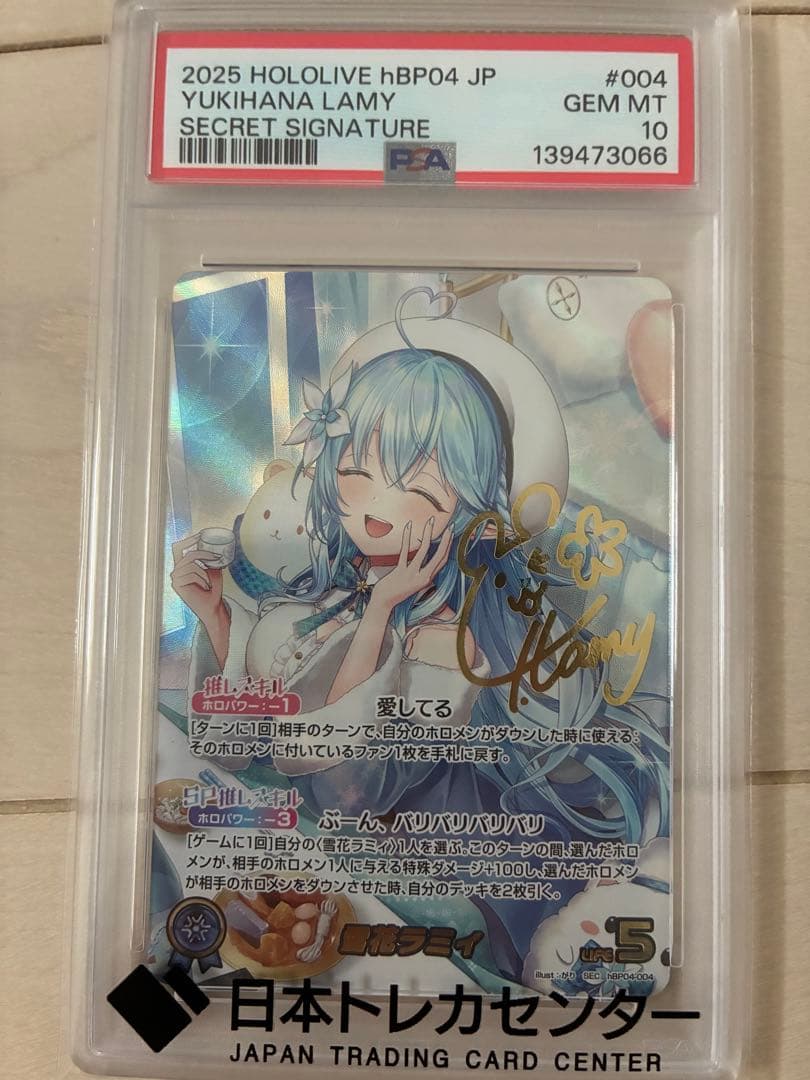 2025 HOLOLIVE hBP04 JP #004
YUKIHANA LAMY GEM MT
SECRET SIGNATURE 10
PSA 139473066
Lamy
推しスキル
ホロパワー:-1 愛してる
[ターンに1回]相手のターンで、自分のホロメンがダウンした時に使える:
そのホロメンに付いているファン1枚を手札に戻す。
SP推しスキル
ホロパワー:-3 ぶーん、バリバリバリバリ
[ゲームに1回]自分の〈雪花ラミィ〉1人を選ぶ。このターンの間、選んだホロ
メンが、相手のホロメン1人に与える特殊ダメージ+100し、選んだホロメン
が相手のホロメンをダウンさせた時、自分のデッキを2枚引く。
雪花ラミィ
LIFE 5
illust:がり SEC hBP04-004
日本トレカセンター
JAPAN TRADING CARD CENTER